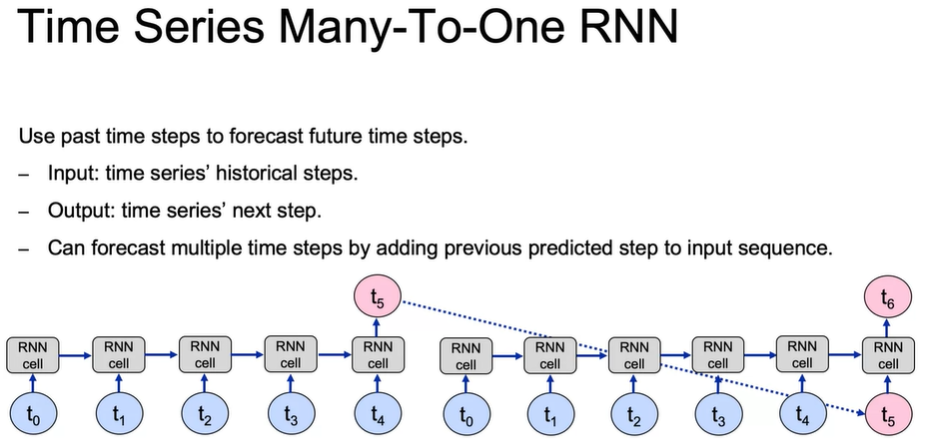 Time Series Many-To-One RNN
Use past time steps to forecast future time steps.
– Input: time series’ historical steps.
– Output: time series’ next step.
– Can forecast multiple time steps by adding previous predicted step to input sequence.
t₅ t₆
RNN RNN RNN RNN RNN RNN RNN RNN RNN RNN RNN
cell cell cell cell cell cell cell cell cell cell cell
t₀ t₁ t₂ t₃ t₄ t₀ t₁ t₂ t₃ t₄ t₅